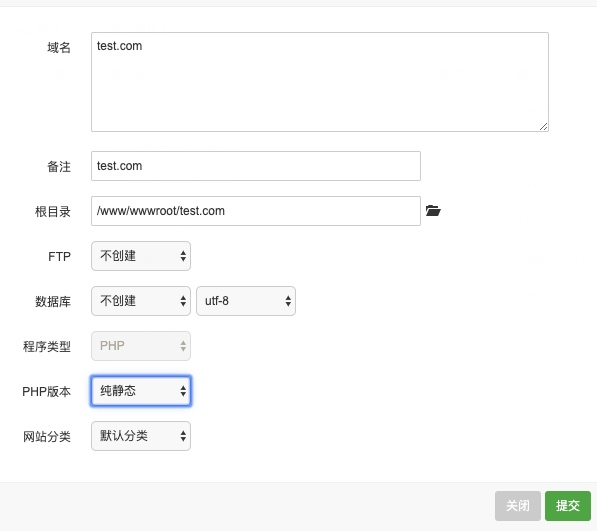 域名 test.com
备注 test.com
根目录 /www/wwwroot/test.com
FTP 不创建
数据库 不创建 utf-8
程序类型 PHP
PHP版本 纯静态
网站分类 默认分类
关闭 提交